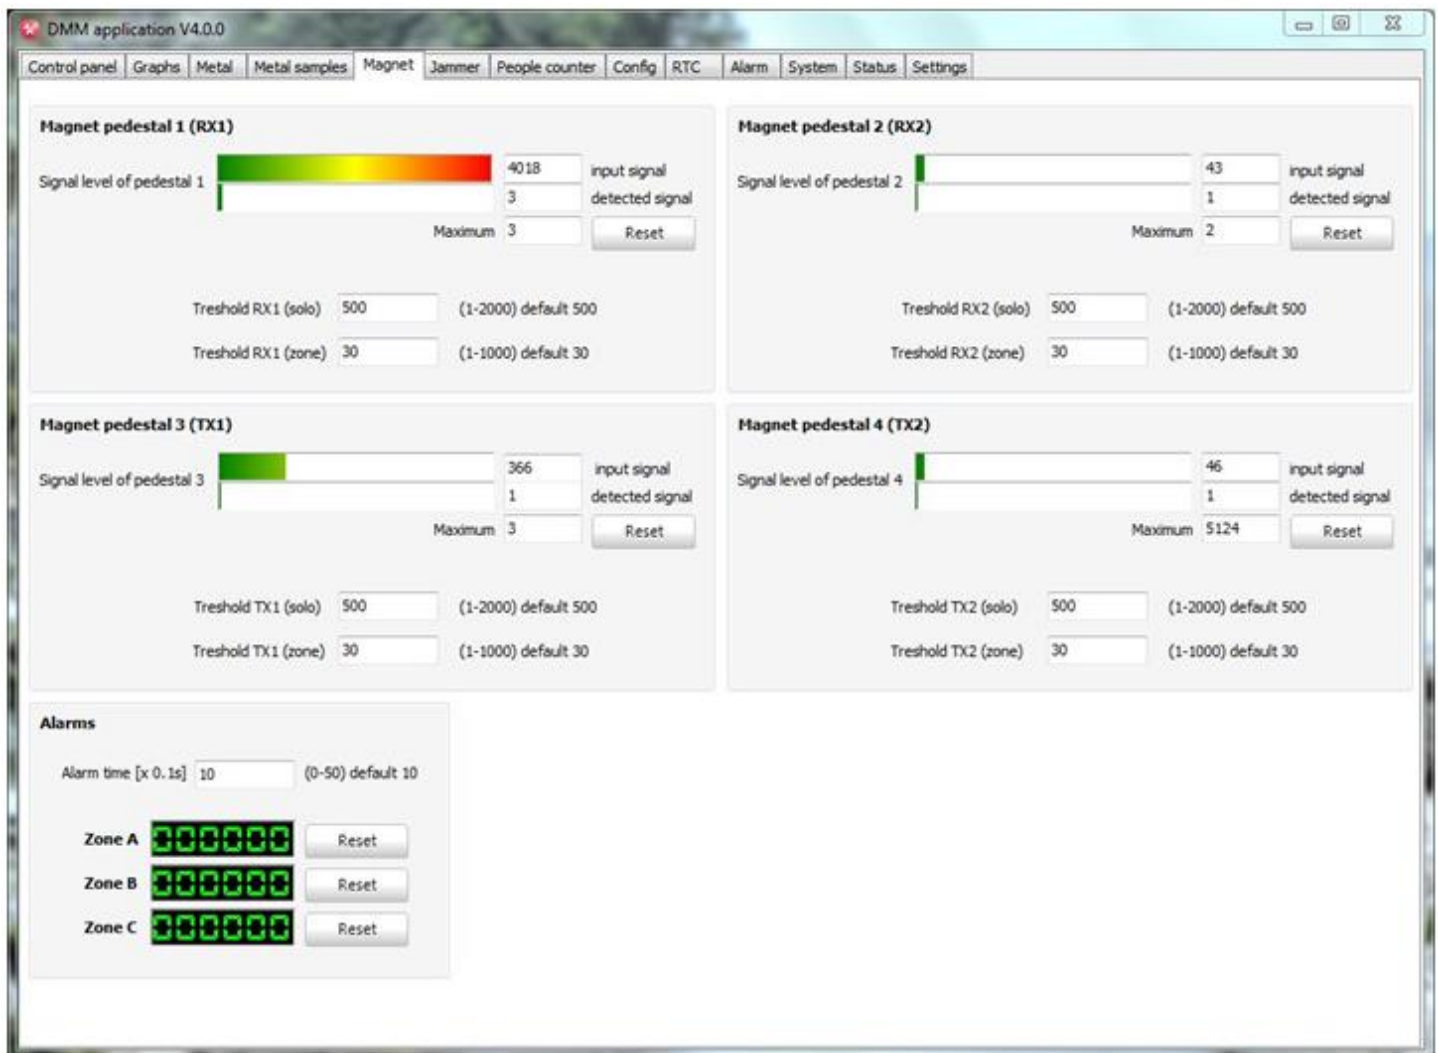 DMM application V4.0.0
Control panel Graphs Metal Metal samples Magnet Jammer People counter Config RTC Alarm System Status Settings
Magnet pedestal 1 (RX1)
Signal level of pedestal 1
4018 input signal
3 detected signal
Maximum 3 Reset
Treshold RX1 (solo) 500 (1-2000) default 500
Treshold RX1 (zone) 30 (1-1000) default 30
Magnet pedestal 2 (RX2)
Signal level of pedestal 2
43 input signal
1 detected signal
Maximum 2 Reset
Treshold RX2 (solo) 500 (1-2000) default 500
Treshold RX2 (zone) 30 (1-1000) default 30
Magnet pedestal 3 (TX1)
Signal level of pedestal 3
366 input signal
1 detected signal
Maximum 3 Reset
Treshold TX1 (solo) 500 (1-2000) default 500
Treshold TX1 (zone) 30 (1-1000) default 30
Magnet pedestal 4 (TX2)
Signal level of pedestal 4
46 input signal
1 detected signal
Maximum 5124 Reset
Treshold TX2 (solo) 500 (1-2000) default 500
Treshold TX2 (zone) 30 (1-1000) default 30
Alarms
Alarm time [x 0.1s] 10 (0-50) default 10
Zone A 000000 Reset
Zone B 000000 Reset
Zone C 000000 Reset